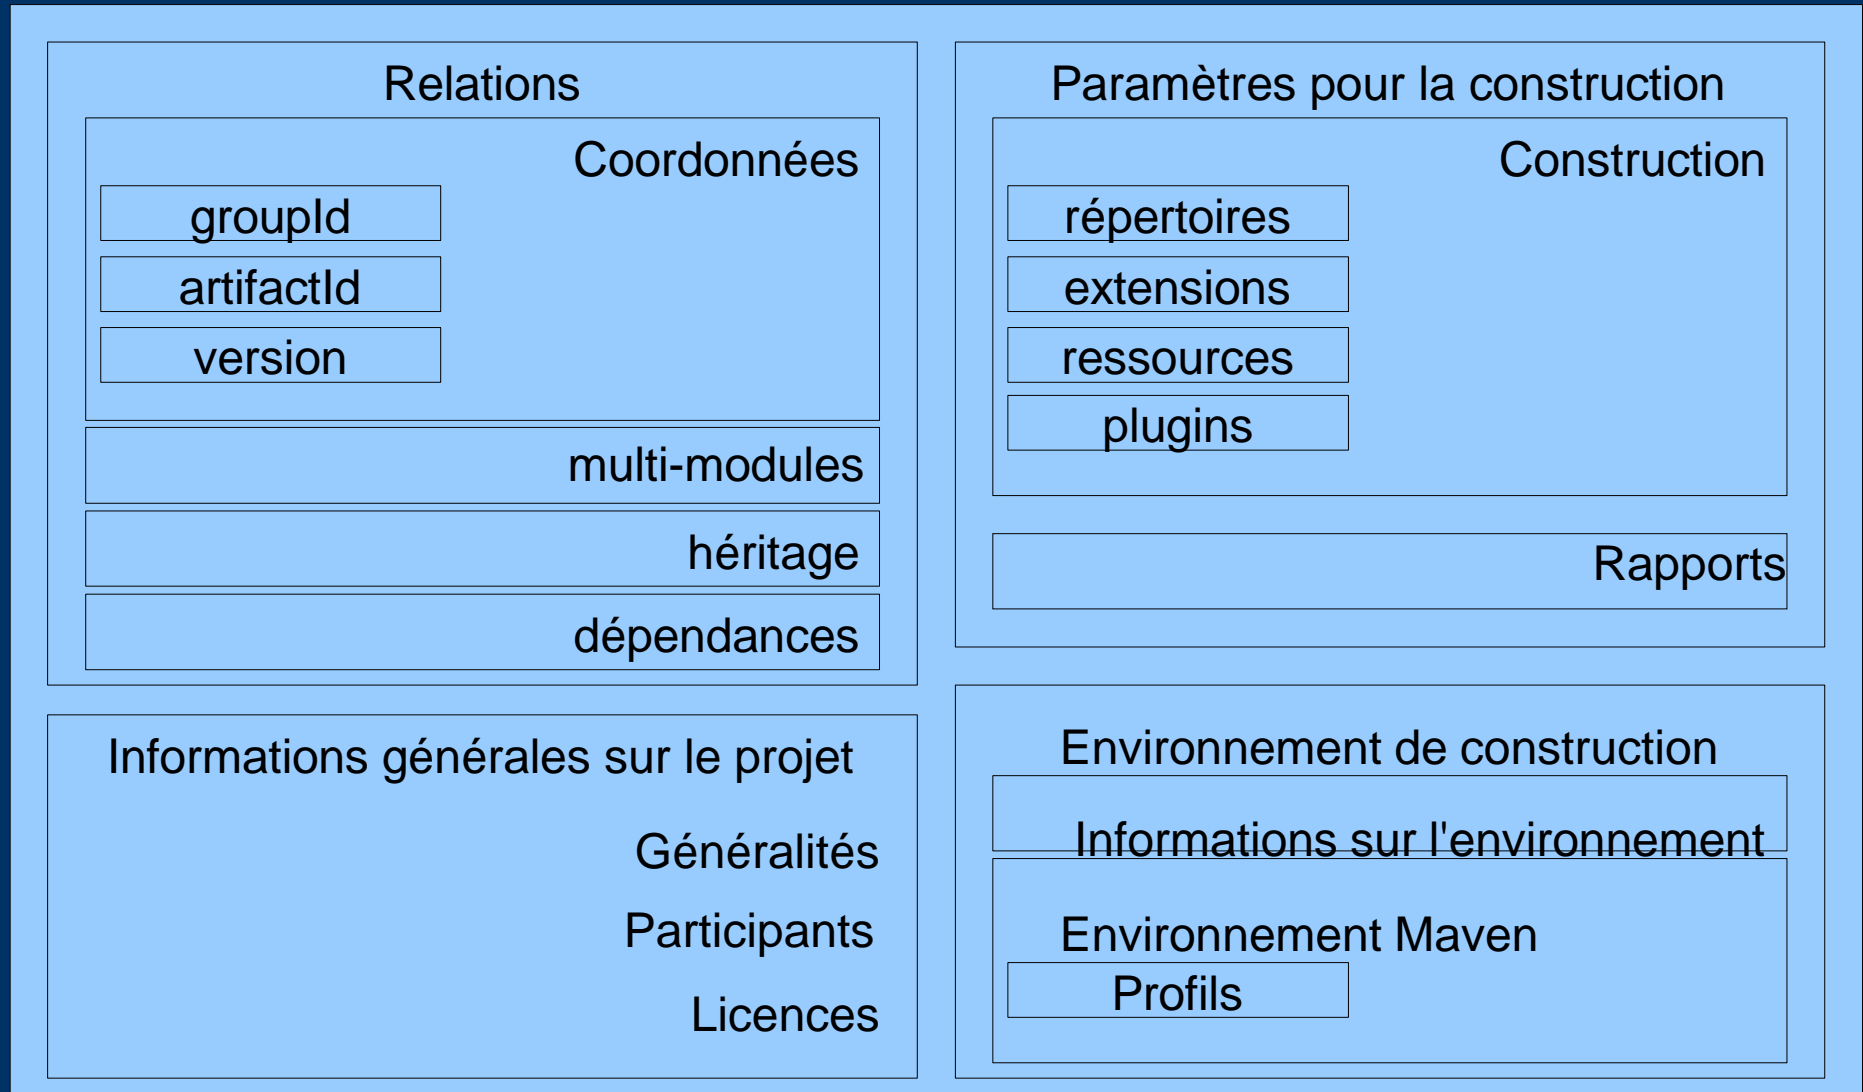 Relations
Coordonnées
groupId
artifactId
version
multi-modules
héritage
dépendances
Informations générales sur le projet
Généralités
Participants
Licences
Paramètres pour la construction
Construction
répertoires
extensions
ressources
plugins
Rapports
Environnement de construction
Informations sur l'environnement
Environnement Maven
Profils